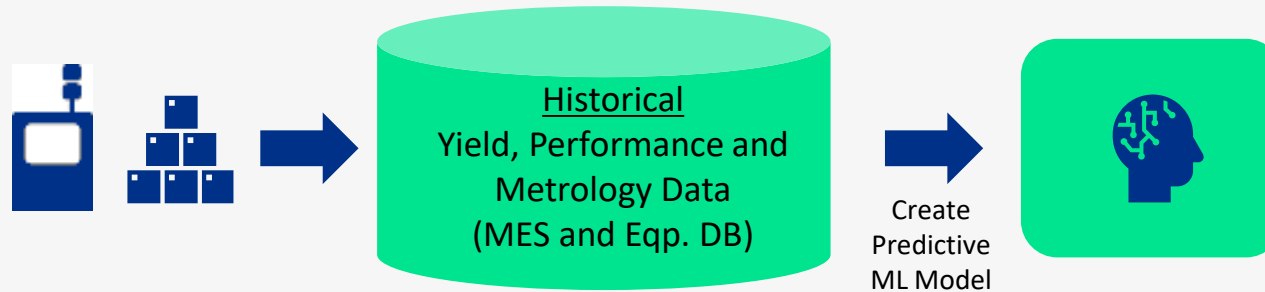 Historical
Yield, Performance and
Metrology Data
(MES and Eqp. DB)
Create
Predictive
ML Model